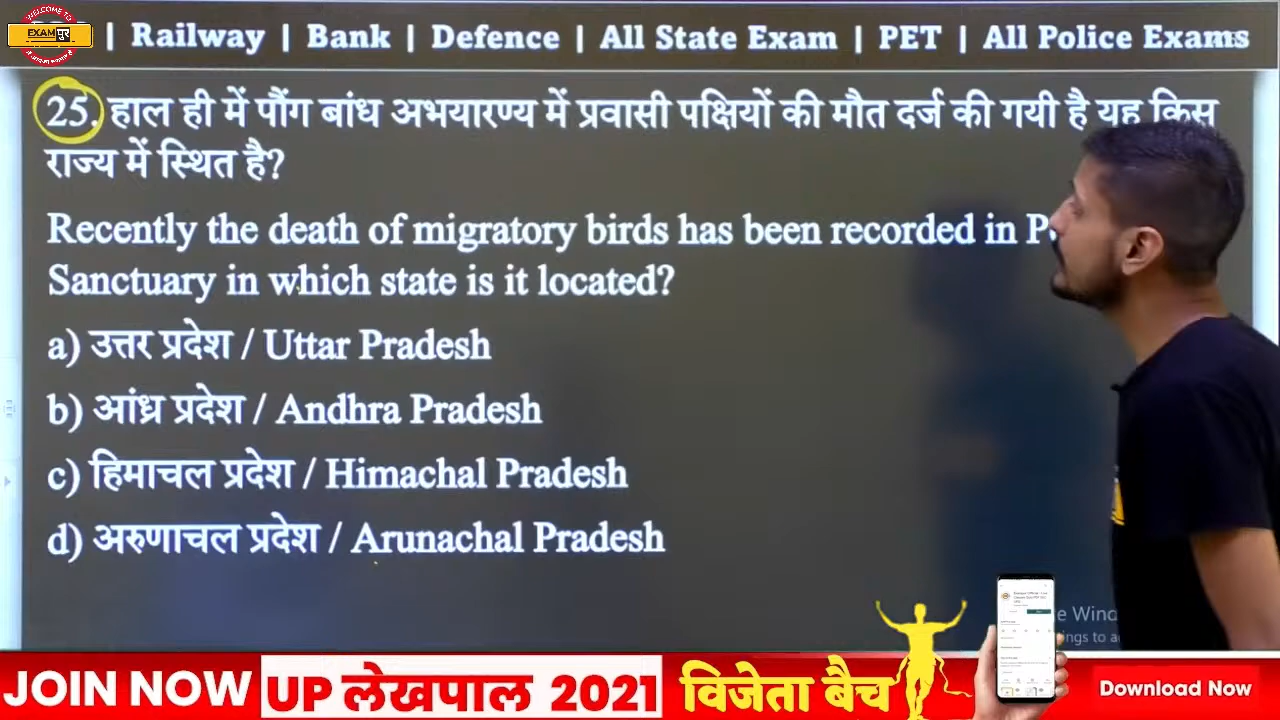 WELCOME TO
EXAMपुर
| Railway | Bank | Defence | All State Exam | PET | All Police Exams
25. हाल ही में पौंग बांध अभयारण्य में प्रवासी पक्षियों की मौत दर्ज की गयी है यह किस
राज्य में स्थित है?
Recently the death of migratory birds has been recorded in
Sanctuary in which state is it located?
a) उत्तर प्रदेश / Uttar Pradesh
b) आंध्र प्रदेश / Andhra Pradesh
c) हिमाचल प्रदेश / Himachal Pradesh
d) अरुणाचल प्रदेश / Arunachal Pradesh
JOIN NOW UP लेखपाल 2021 विजेता बैच Download Now